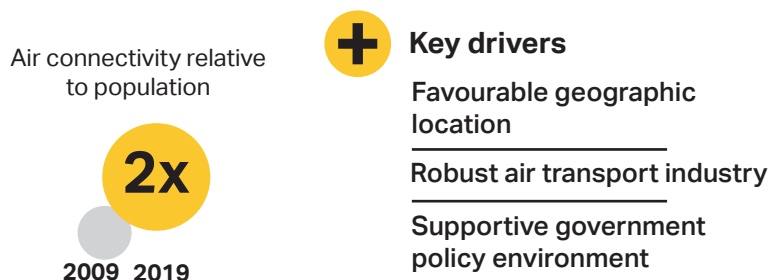 Air connectivity relative
to population
2x
2009 2019
+ Key drivers
Favourable geographic
location
Robust air transport industry
Supportive government
policy environment